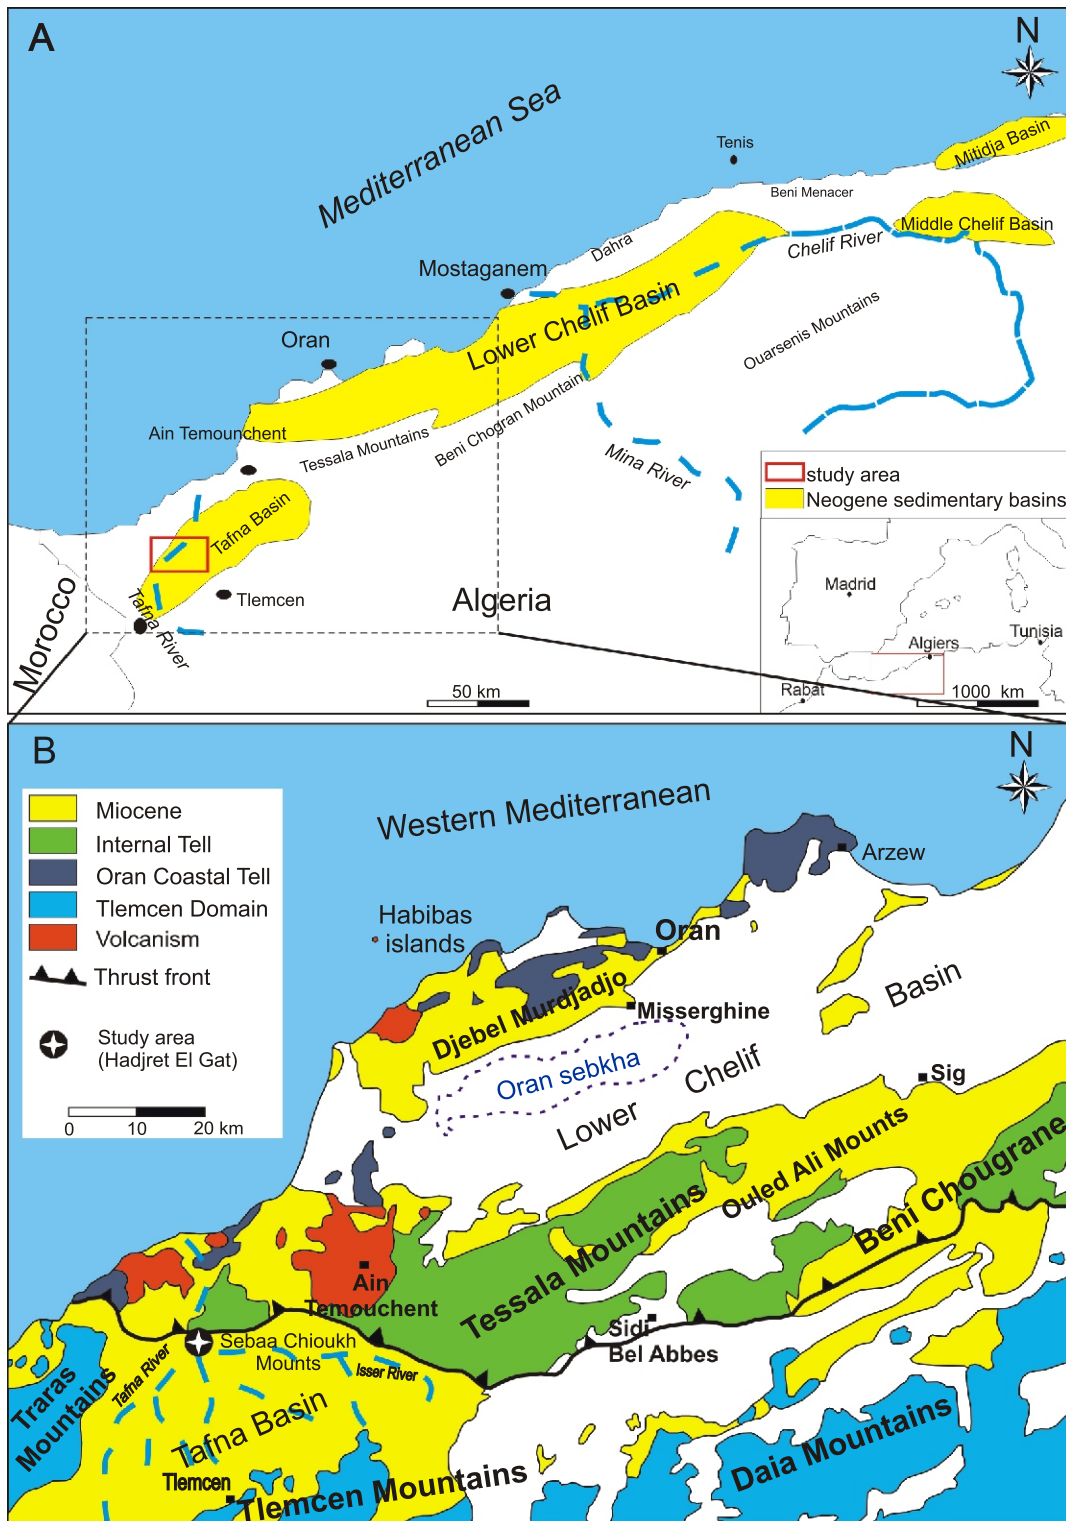 A
N
Mediterranean Sea
Tenis
Mitidja Basin
Beni Menacer
Middle Chelif Basin
Chelif River
Dahra
Mostaganem
Lower Chelif Basin
Ouarsenis Mountains
Oran
Ain Temounchent
Tessala Mountains
Beni Chogran Mountain
Mina River
Tafna Basin
Tlemcen
Algeria
Tafna River
Morocco
50 km
study area
Neogene sedimentary basins
Madrid
Algiers
Tunisia
Rabat
1000 km
B
N
Miocene
Internal Tell
Oran Coastal Tell
Tlemcen Domain
Volcanism
Thrust front
Study area
(Hadjret El Gat)
0 10 20 km
Western Mediterranean
Arzew
Habibas
islands
Oran
Djebel Murdjadjo
Misserghine
Basin
Oran sebkha
Chelif
Lower
Sig
Ouled Ali Mounts
Beni Chougrane
Tessala Mountains
Ain
Temouchent
Sidi
Bel Abbes
Sebaa Chioukh
Mounts
Isser River
Tafna River
Traras
Mountains
Tafna Basin
Tlemcen
Tlemcen Mountains
Daia Mountains